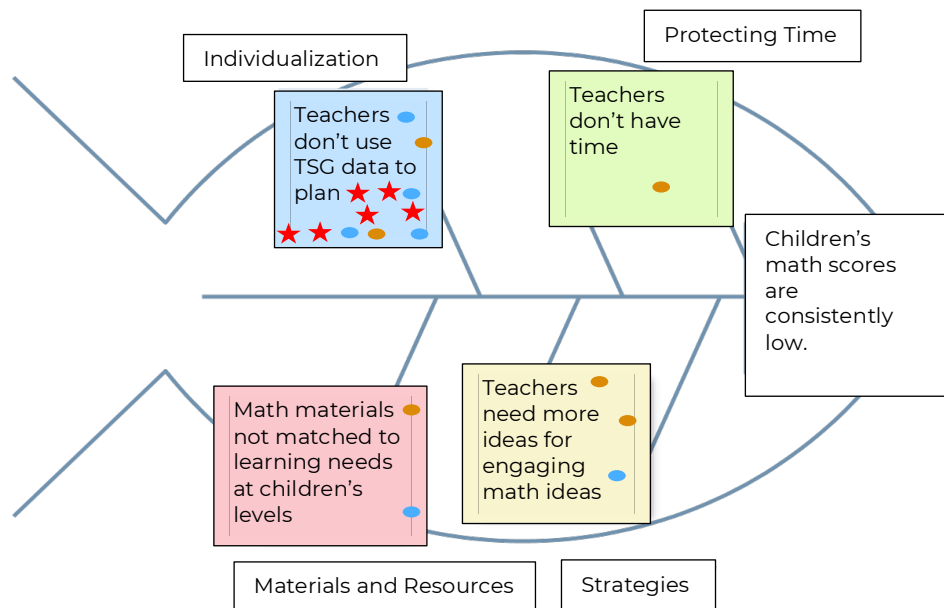 Individualization
Protecting Time
Teachers
don’t use
TSG data to
plan
Teachers
don’t have
time
Children’s
math scores
are
consistently
low.
Math materials
not matched to
learning needs
at children’s
levels
Teachers
need more
ideas for
engaging
math ideas
Materials and Resources
Strategies